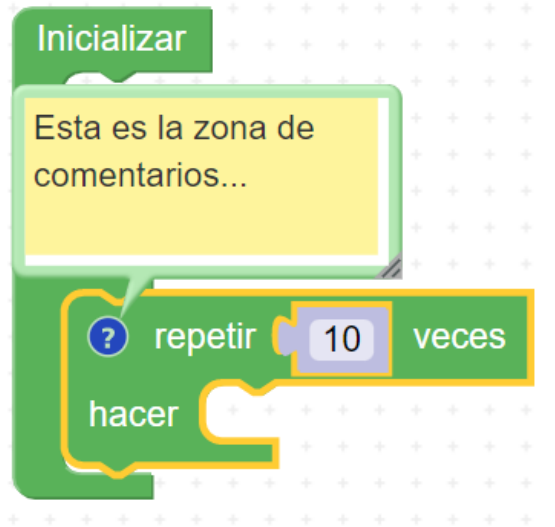 Inicializar
Esta es la zona de
comentarios...
? repetir 10 veces
hacer